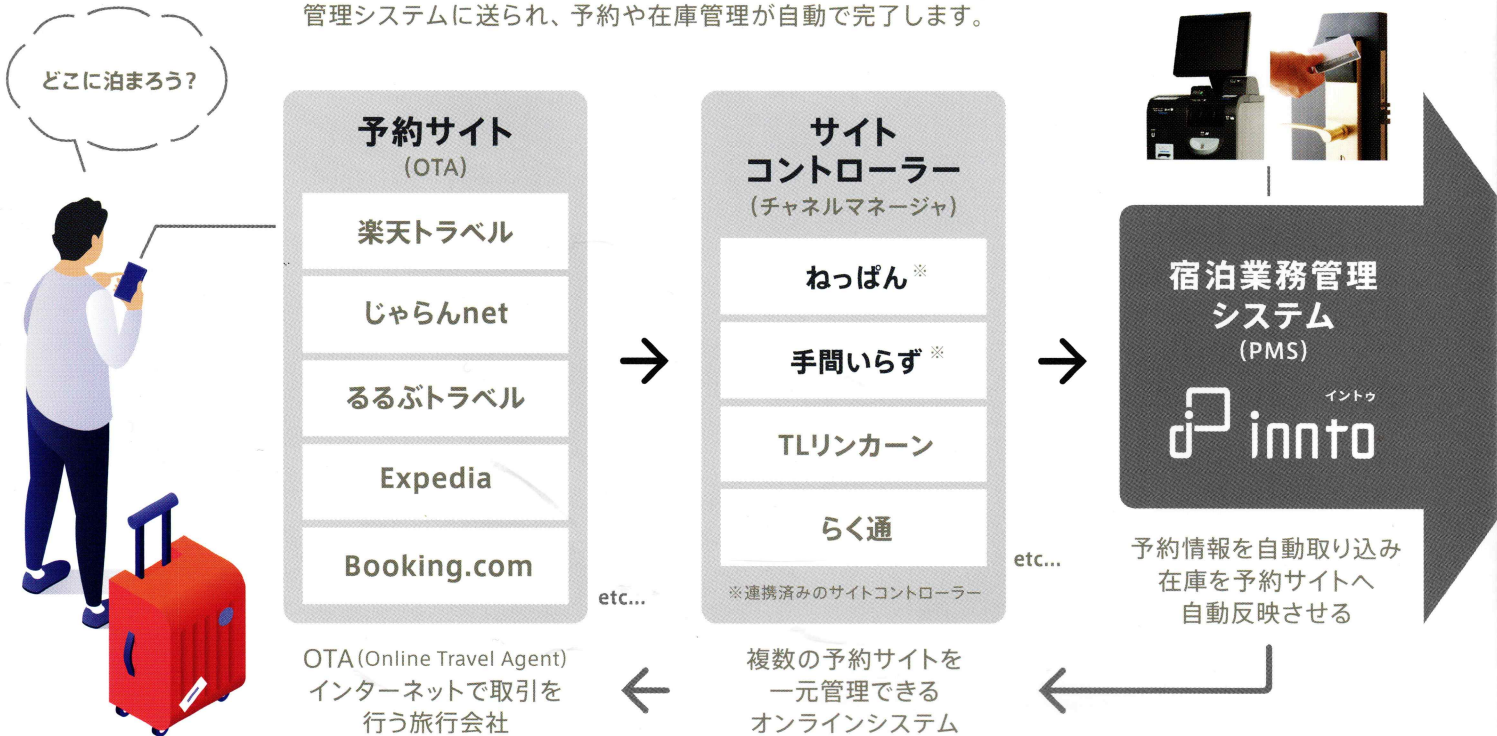 管理システムに送られ、予約や在庫管理が自動で完了します。
どこに泊まろう？
予約サイト
(OTA)
楽天トラベル
じゃらんnet
るるぶトラベル
Expedia
Booking.com
etc...
OTA(Online Travel Agent)
インターネットで取引を
行う旅行会社
サイト
コントローラー
(チャネルマネージャ)
ねっぱん※
手間いらず※
TLリンカーン
らく通
※連携済みのサイトコントローラー
etc...
複数の予約サイトを
一元管理できる
オンラインシステム
宿泊業務管理
システム
(PMS)
イントゥ
innto
予約情報を自動取り込み
在庫を予約サイトへ
自動反映させる